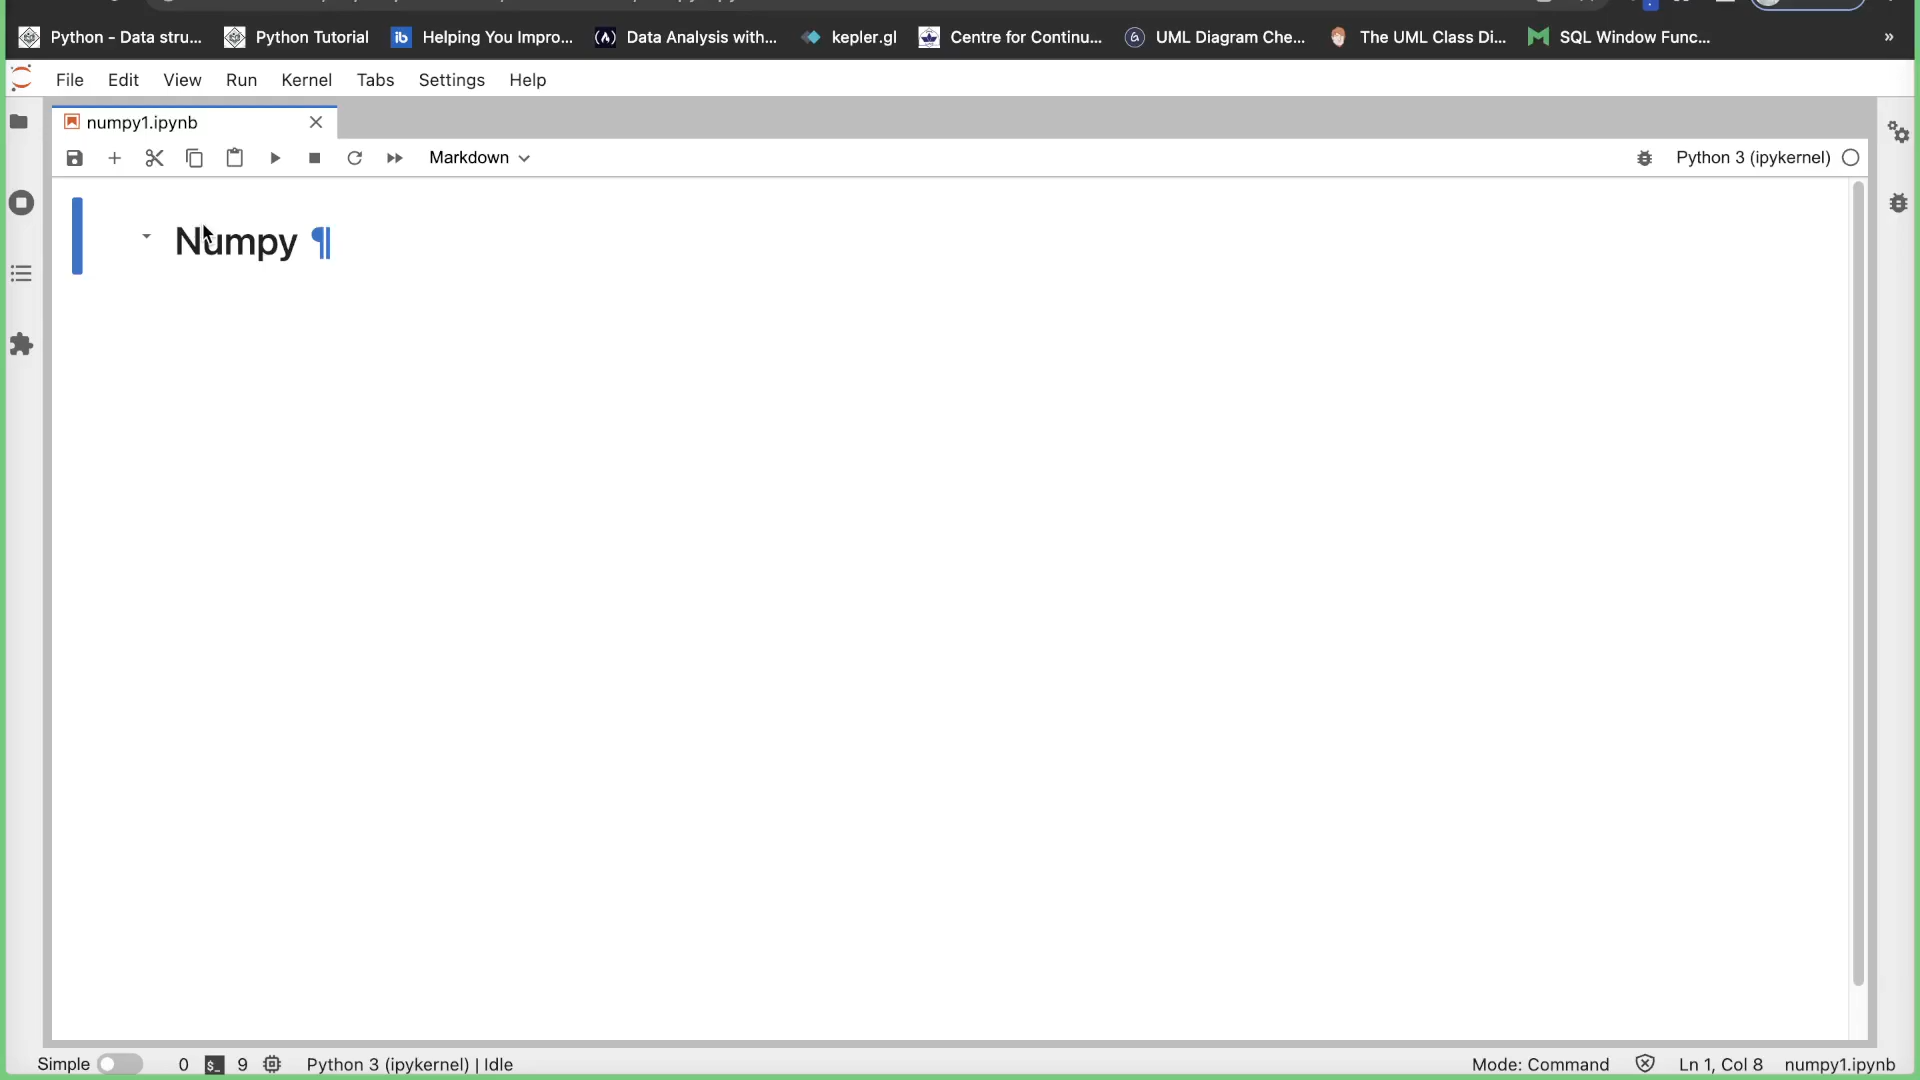 Python - Data stru... Python Tutorial ib Helping You Impro... Data Analysis with... kepler.gl Centre for Continu... UML Diagram Che... The UML Class Di... SQL Window Func... »
File Edit View Run Kernel Tabs Settings Help
numpy1.ipynb
Markdown Python 3 (ipykernel)
Numpy ¶
Simple 0 $_ 9 Python 3 (ipykernel) | Idle Mode: Command Ln 1, Col 8 numpy1.ipynb